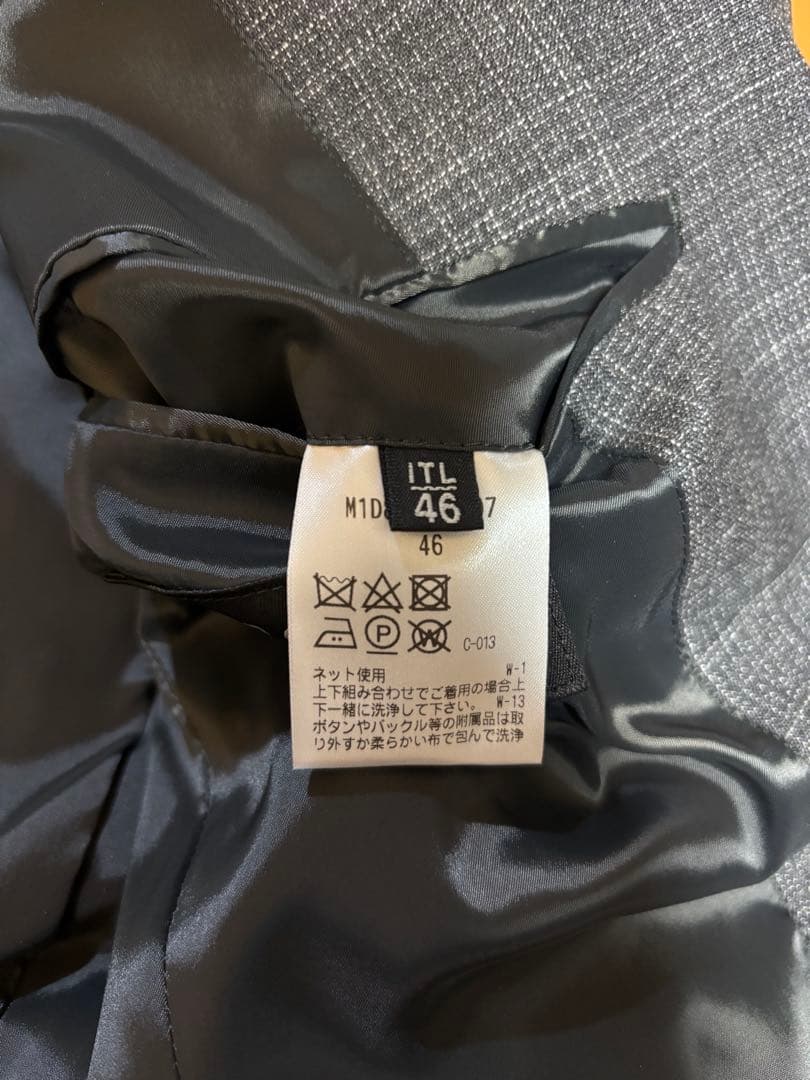 ITL
46
M1D
7
46
P
W
C-013
ネット使用
W-1
上下組み合わせでご着用の場合上
下一緒に洗浄して下さい。 W-13
ボタンやバックル等の附属品は取
り外すか柔らかい布で包んで洗浄